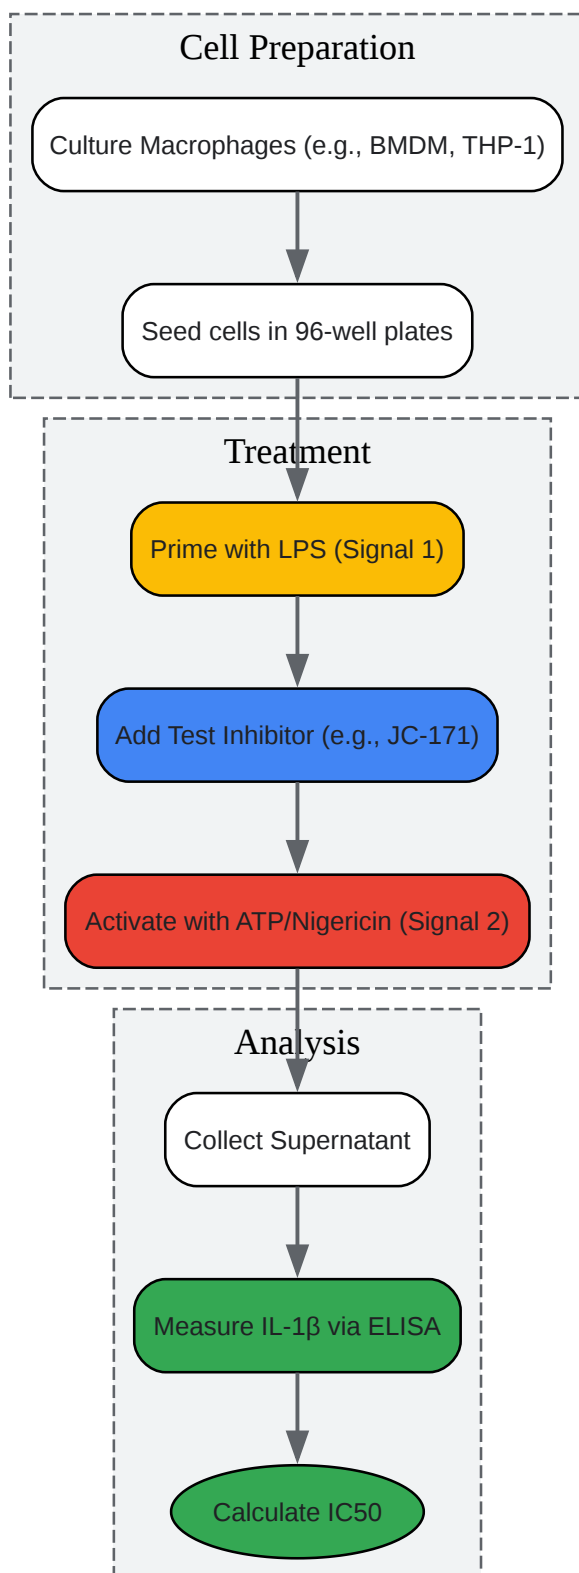 Cell Preparation
Culture Macrophages (e.g., BMDM, THP-1)
Seed cells in 96-well plates
Treatment
Prime with LPS (Signal 1)
Add Test Inhibitor (e.g., JC-171)
Activate with ATP/Nigericin (Signal 2)
Analysis
Collect Supernatant
Measure IL-1β via ELISA
Calculate IC50